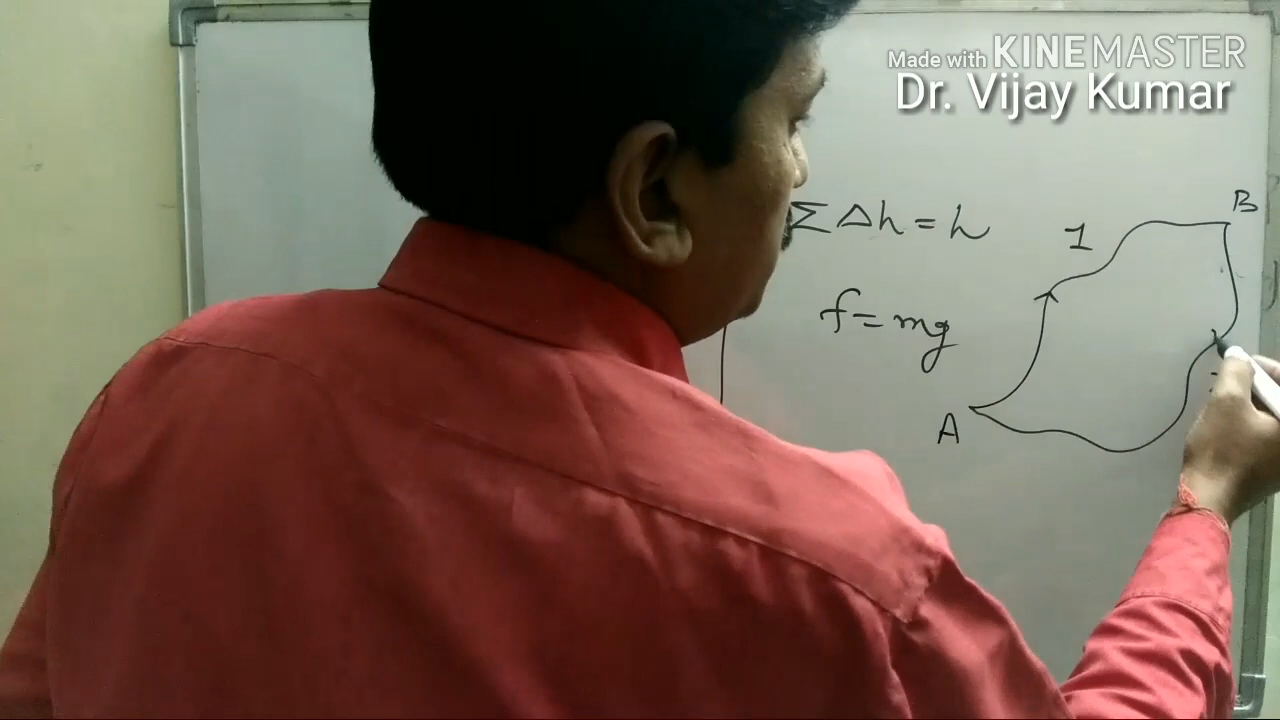 Made with KINEMASTER
Dr. Vijay Kumar
Σ Δh = h
f = mg
1
B
A